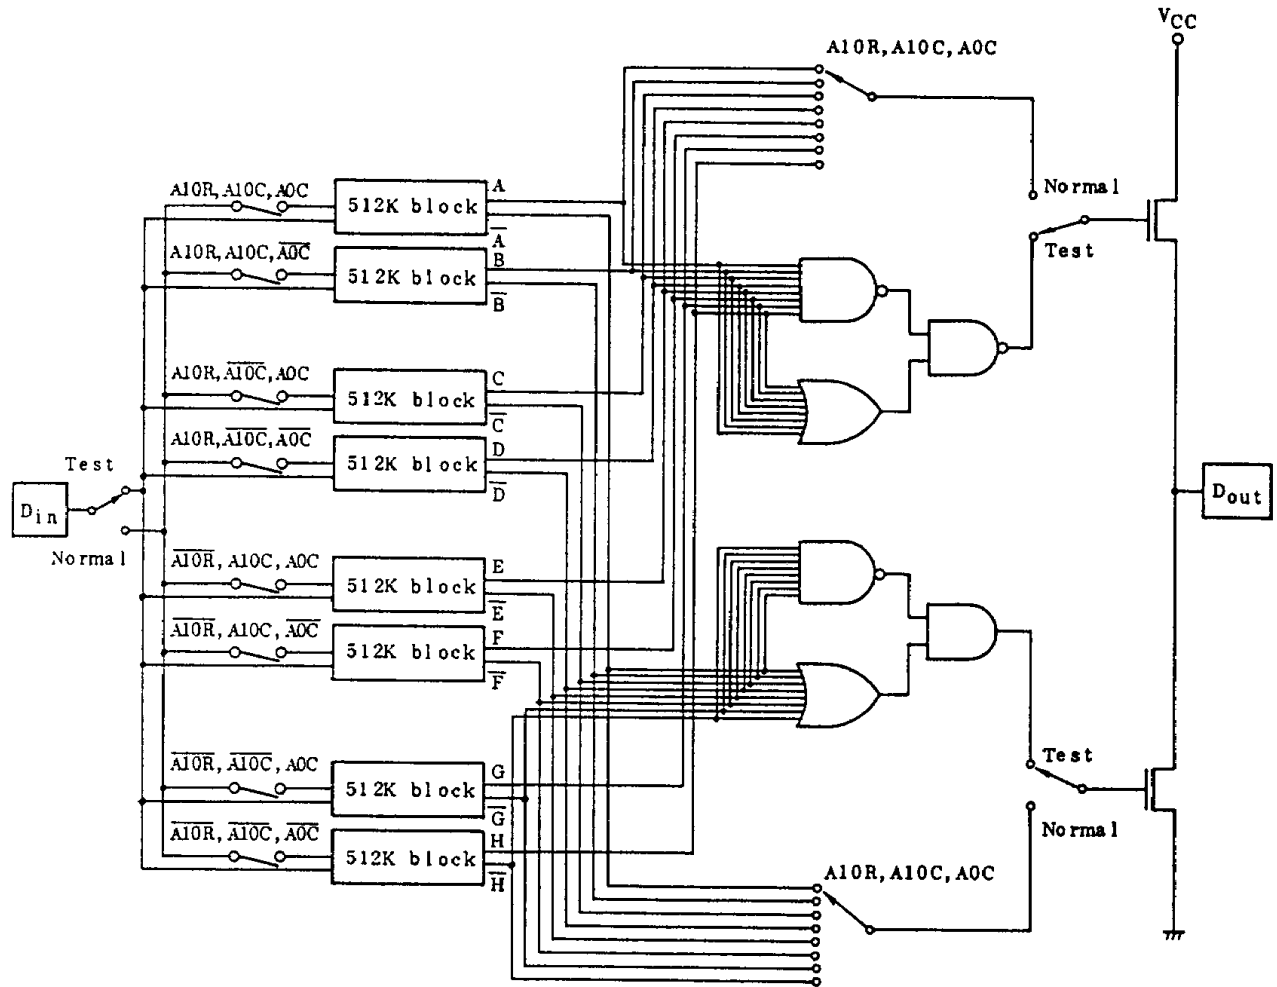 V_CC
A10R, A10C, A0C
Normal
Test
A10R, A10C, A0C
512K block
A
A̅
A10R, A10C, A̅0̅C̅
512K block
B
B̅
A10R, A̅1̅0̅C̅, A0C
512K block
C
C̅
A10R, A̅1̅0̅C̅, A̅0̅C̅
512K block
D
D̅
Test
D_in
Normal
D_out
A̅1̅0̅R̅, A10C, A0C
512K block
E
E̅
A̅1̅0̅R̅, A10C, A̅0̅C̅
512K block
F
F̅
A̅1̅0̅R̅, A̅1̅0̅C̅, A0C
512K block
G
G̅
A̅1̅0̅R̅, A̅1̅0̅C̅, A̅0̅C̅
512K block
H
H̅
Test
Normal
A10R, A10C, A0C